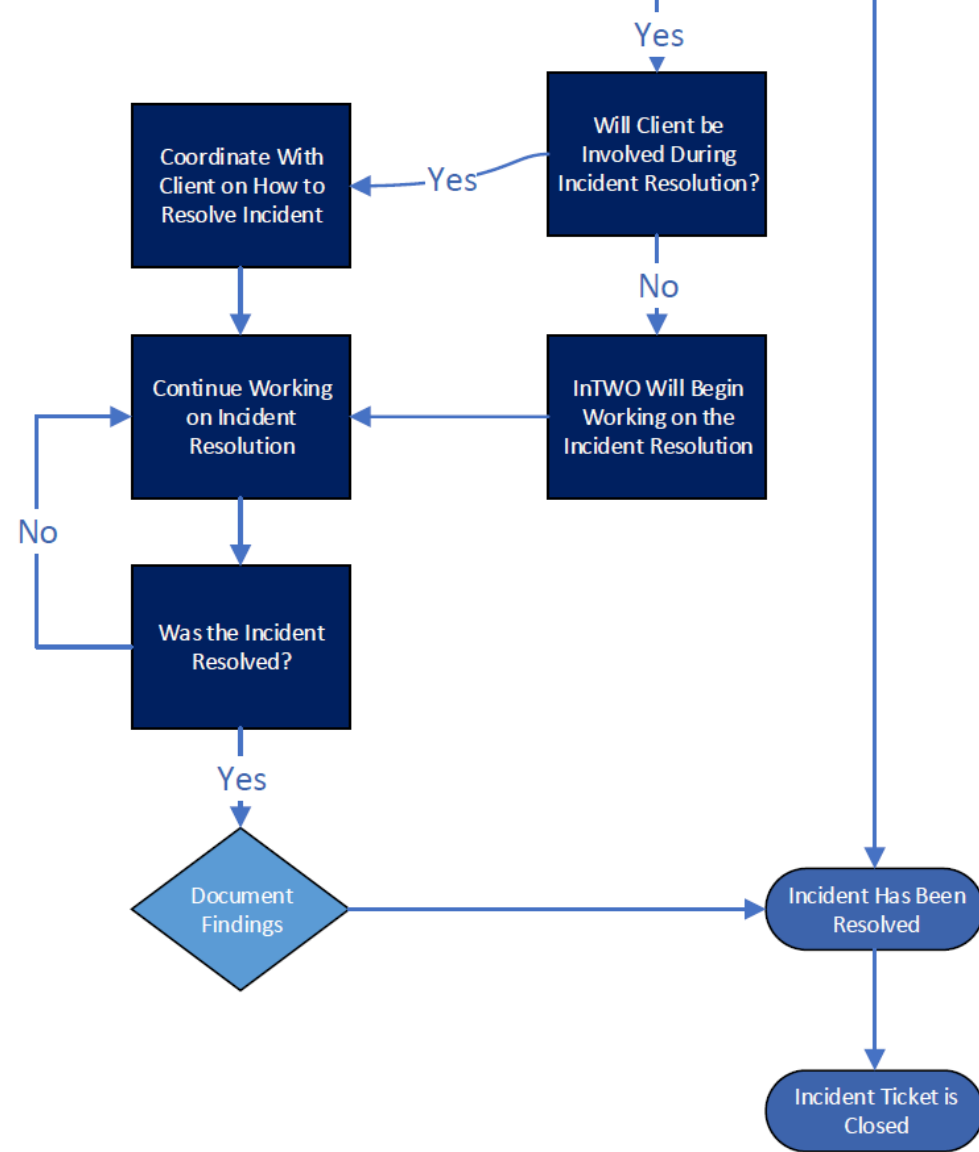 Yes
Will Client be
Involved During
Incident Resolution?
Coordinate With
Client on How to
Resolve Incident
Yes
No
Continue Working
on Incident
Resolution
InTWO Will Begin
Working on the
Incident Resolution
No
Was the Incident
Resolved?
Yes
Document
Findings
Incident Has Been
Resolved
Incident Ticket is
Closed